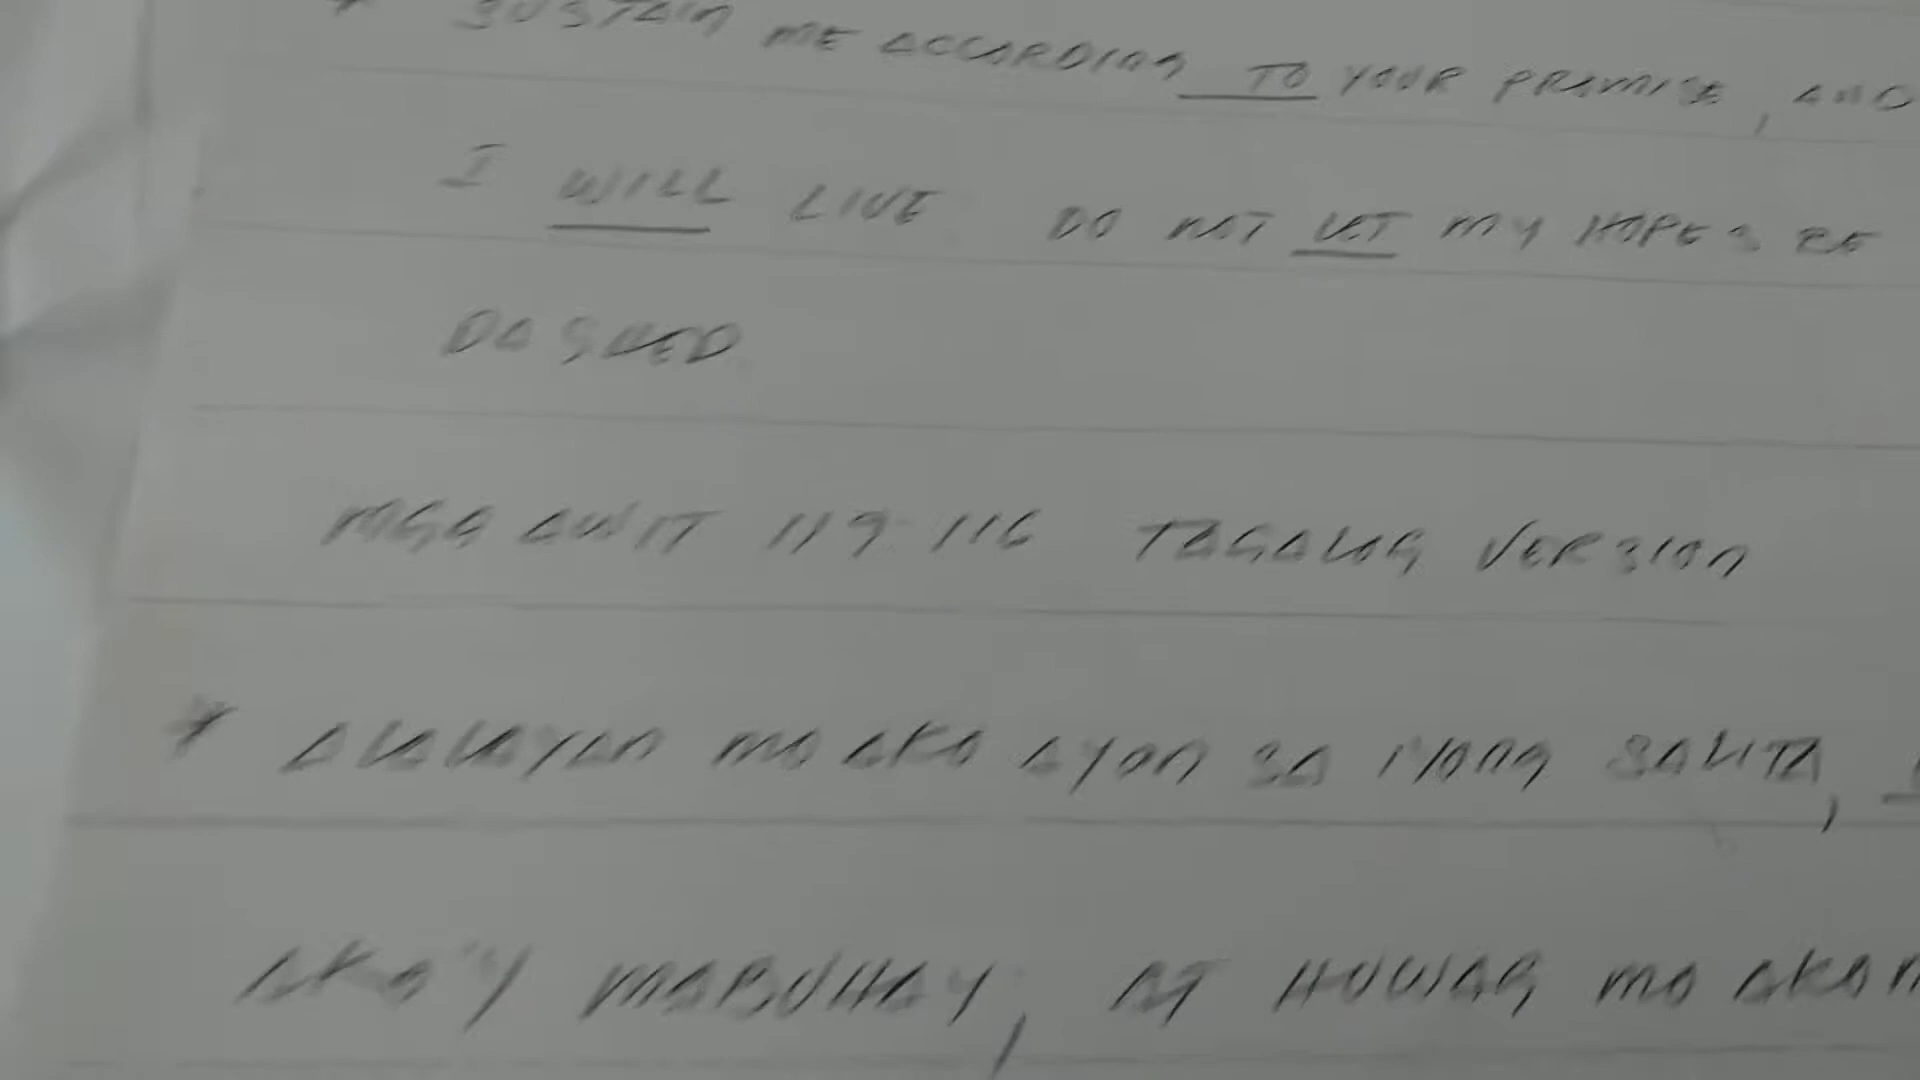 * SUSTAIN ME ACCORDING TO YOUR PROMISE, AND
I WILL LIVE. DO NOT LET MY HOPES BE
DASHED.
MGA AWIT 119:116 TAGALOG VERSION
* ALALAYAN MO AKO AYON SA IYONG SALITA,
AKO'Y MABUHAY, AT HUWAG MO AKON